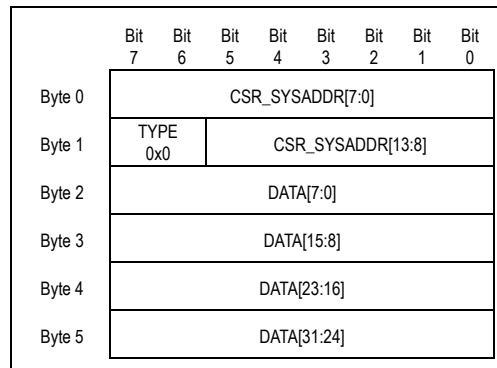 Bit Bit Bit Bit Bit Bit Bit Bit
7 6 5 4 3 2 1 0
Byte 0 CSR_SYSADDR[7:0]
Byte 1 TYPE 0x0 CSR_SYSADDR[13:8]
Byte 2 DATA[7:0]
Byte 3 DATA[15:8]
Byte 4 DATA[23:16]
Byte 5 DATA[31:24]